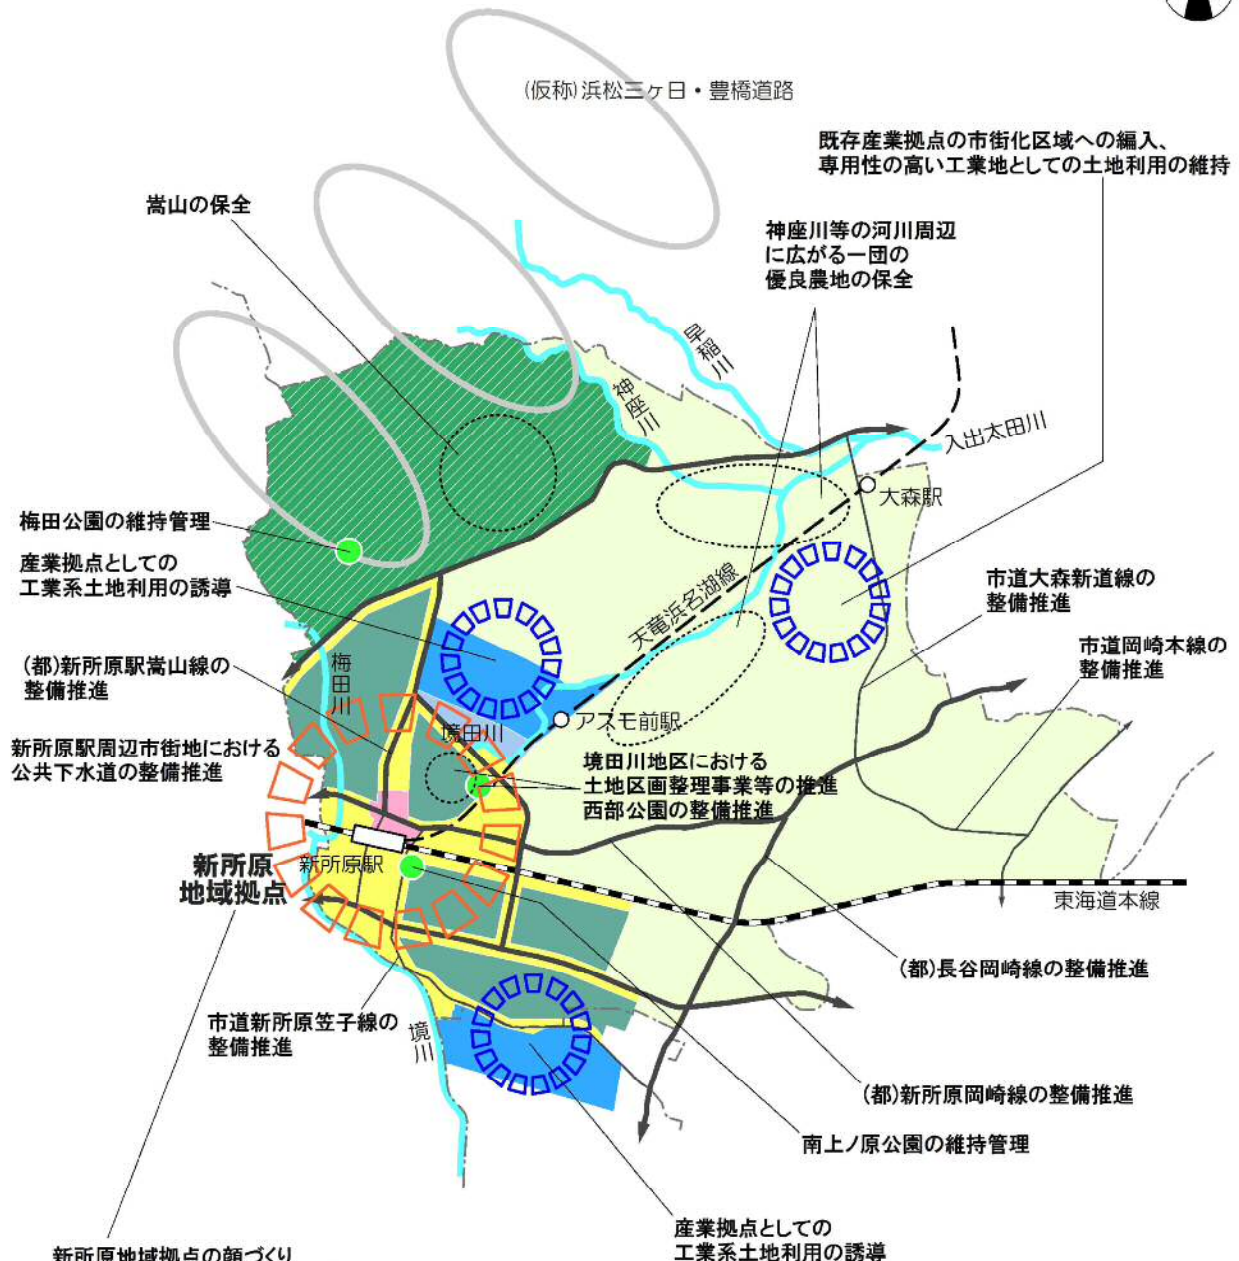 (仮称)浜松三ヶ日・豊橋道路
既存産業拠点の市街化区域への編入、
専用性の高い工業地としての土地利用の維持
嵩山の保全
神座川等の河川周辺
に広がる一団の
優良農地の保全
早稲川
神座川
入出太田川
大森駅
梅田公園の維持管理
産業拠点としての
工業系土地利用の誘導
天竜浜名湖線
市道大森新道線の
整備推進
市道岡崎本線の
整備推進
(都)新所原駅嵩山線の
整備推進
梅田川
アスモ前駅
境田川
新所原駅周辺市街地における
公共下水道の整備推進
境田川地区における
土地区画整理事業等の推進
西部公園の整備推進
新所原
地域拠点
新所原駅
東海道本線
(都)長谷岡崎線の整備推進
市道新所原笠子線の
整備推進
境川
(都)新所原岡崎線の整備推進
南上ノ原公園の維持管理
産業拠点としての
工業系土地利用の誘導
新所原地域拠点の顔づくり